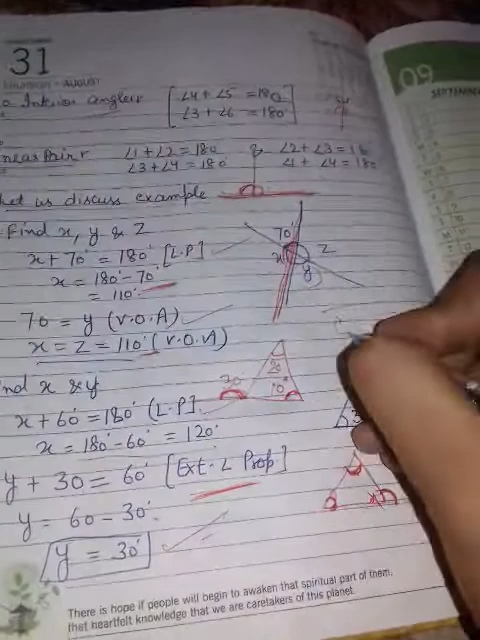 31
AUGUST
09
SEPTEMB
Interior angles [∠4 + ∠5 = 180
∠3 + ∠6 = 180°]
near Pair ∠1 + ∠2 = 180 ∠2 + ∠3 =
∠3 + ∠4 = 180° ∠1 + ∠4 = 180
Let us discuss example
Find x, y & z
x + 70° = 180° [L.P]
x = 180° - 70°
= 110°
70 = y (V.O.A)
x = z = 110° (V.O.A)
70°
x
z
y
ind x & y
x + 60° = 180° (L.P]
x = 180° - 60° = 120°
y + 30 = 60° [Ext. ∠ Prop]
y = 60 - 30°
y = 30°
30°
There is hope if people will begin to awaken that spiritual part of them,
that heartfelt knowledge that we are caretakers of this planet.